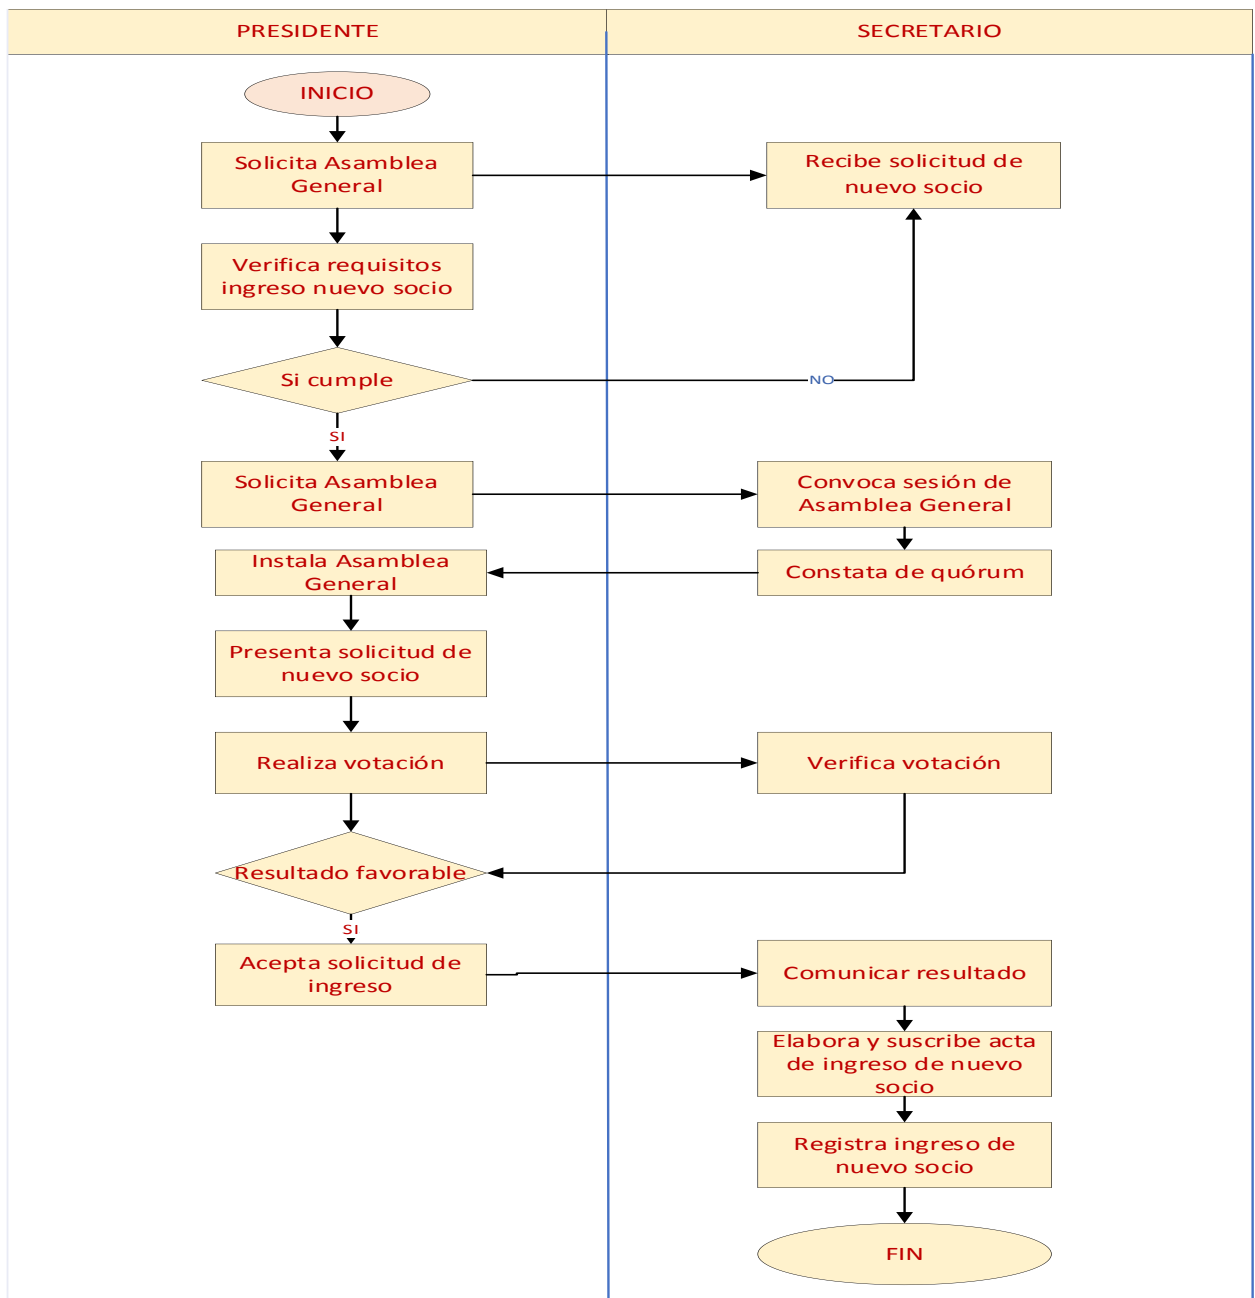 PRESIDENTE
SECRETARIO
INICIO
Solicita Asamblea
General
Recibe solicitud de
nuevo socio
Verifica requisitos
ingreso nuevo socio
Si cumple
NO
SI
Solicita Asamblea
General
Convoca sesión de
Asamblea General
Instala Asamblea
General
Constata de quórum
Presenta solicitud de
nuevo socio
Realiza votación
Verifica votación
Resultado favorable
SI
Acepta solicitud de
ingreso
Comunicar resultado
Elabora y suscribe acta
de ingreso de nuevo
socio
Registra ingreso de
nuevo socio
FIN